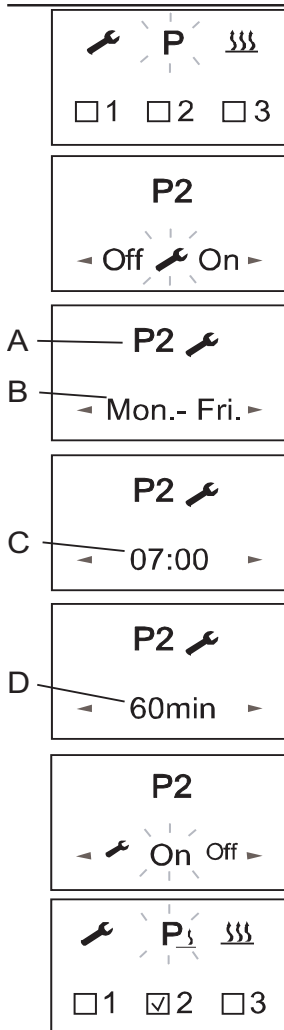 P
1 2 3
P2
Off On
A P2
B Mon.- Fri.
P2
C 07:00
P2
D 60min
P2
On Off
P
1 2 3